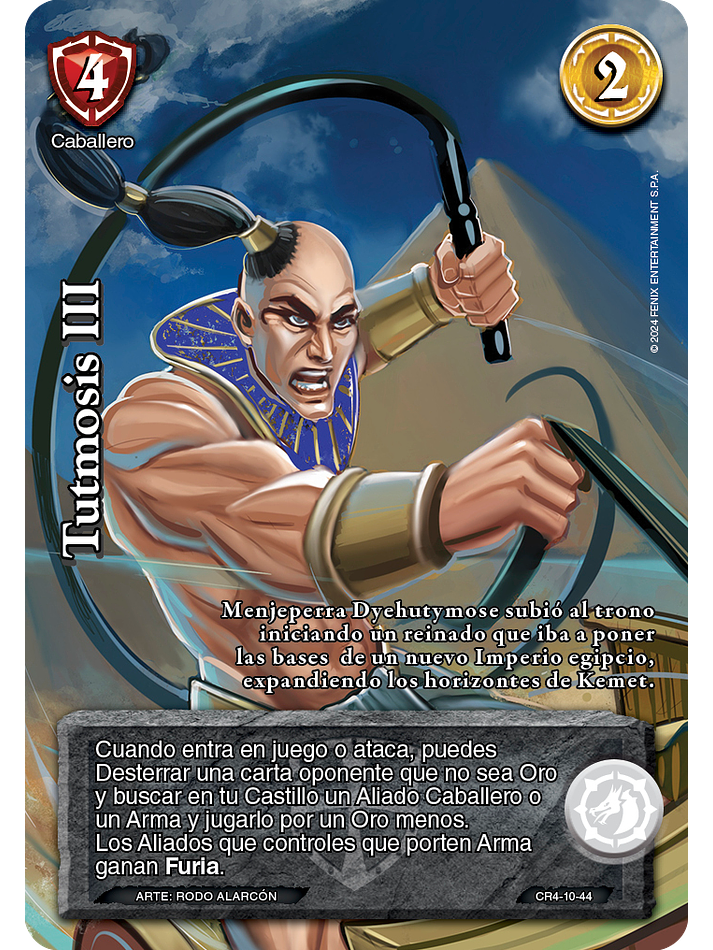 4
2
Caballero
© 2024 FENIX ENTERTAINMENT S.P.A.
Tutmosis III
Menjeperra Dyehutymose subió al trono
iniciando un reinado que iba a poner
las bases de un nuevo Imperio egipcio,
expandiendo los horizontes de Kemet.
Cuando entra en juego o ataca, puedes
Desterrar una carta oponente que no sea Oro
y buscar en tu Castillo un Aliado Caballero o
un Arma y jugarlo por un Oro menos.
Los Aliados que controles que porten Arma
ganan Furia.
ARTE: RODO ALARCÓN
CR4-10-44